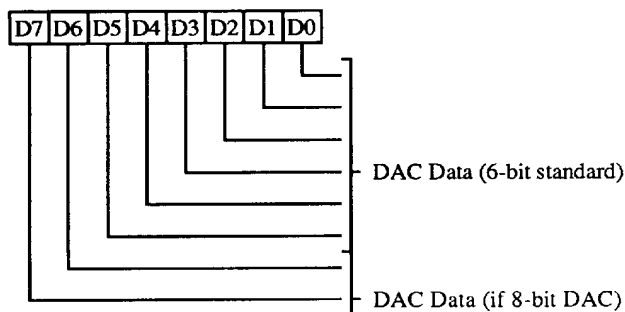 D7 D6 D5 D4 D3 D2 D1 D0
DAC Data (6-bit standard)
DAC Data (if 8-bit DAC)